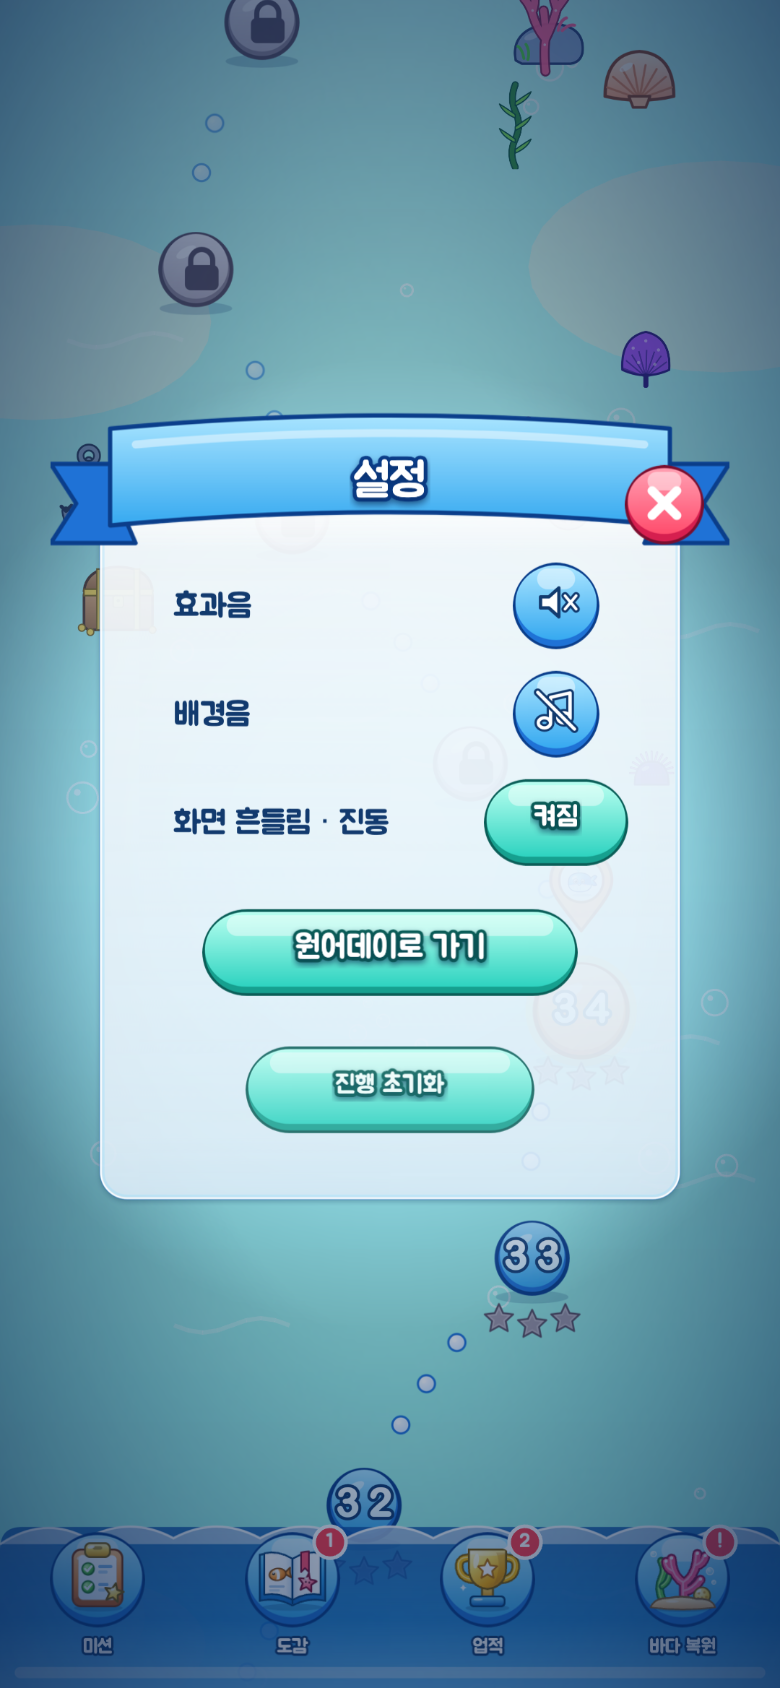 설정
효과음
배경음
화면 흔들림 · 진동
켜짐
원어데이로 가기
34
진행 초기화
33
32
1
2
!
미션
도감
업적
바다 복원